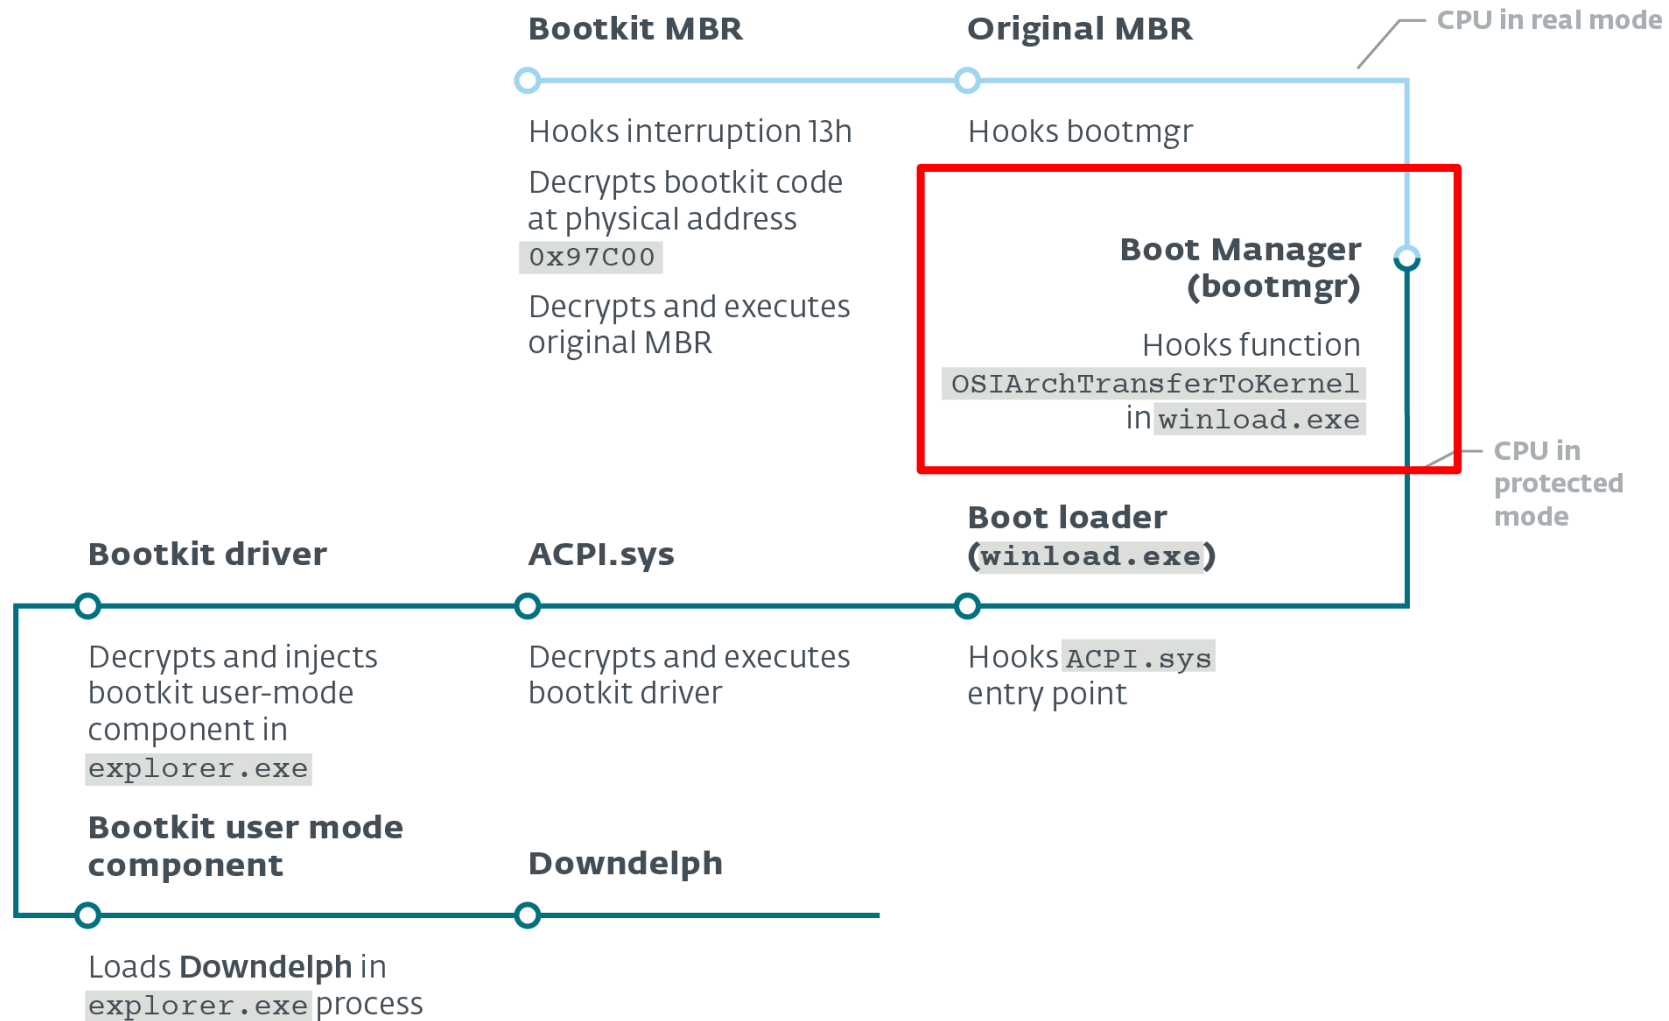 Bootkit MBR
Original MBR
CPU in real mode
Hooks interruption 13h
Decrypts bootkit code
at physical address
0x97C00
Decrypts and executes
original MBR
Hooks bootmgr
Boot Manager
(bootmgr)
Hooks function
OSIArchTransferToKernel
in winload.exe
CPU in
protected
mode
Boot loader
(winload.exe)
Hooks ACPI.sys
entry point
ACPI.sys
Decrypts and executes
bootkit driver
Bootkit driver
Decrypts and injects
bootkit user-mode
component in
explorer.exe
Bootkit user mode
component
Loads Downdelph in
explorer.exe process
Downdelph